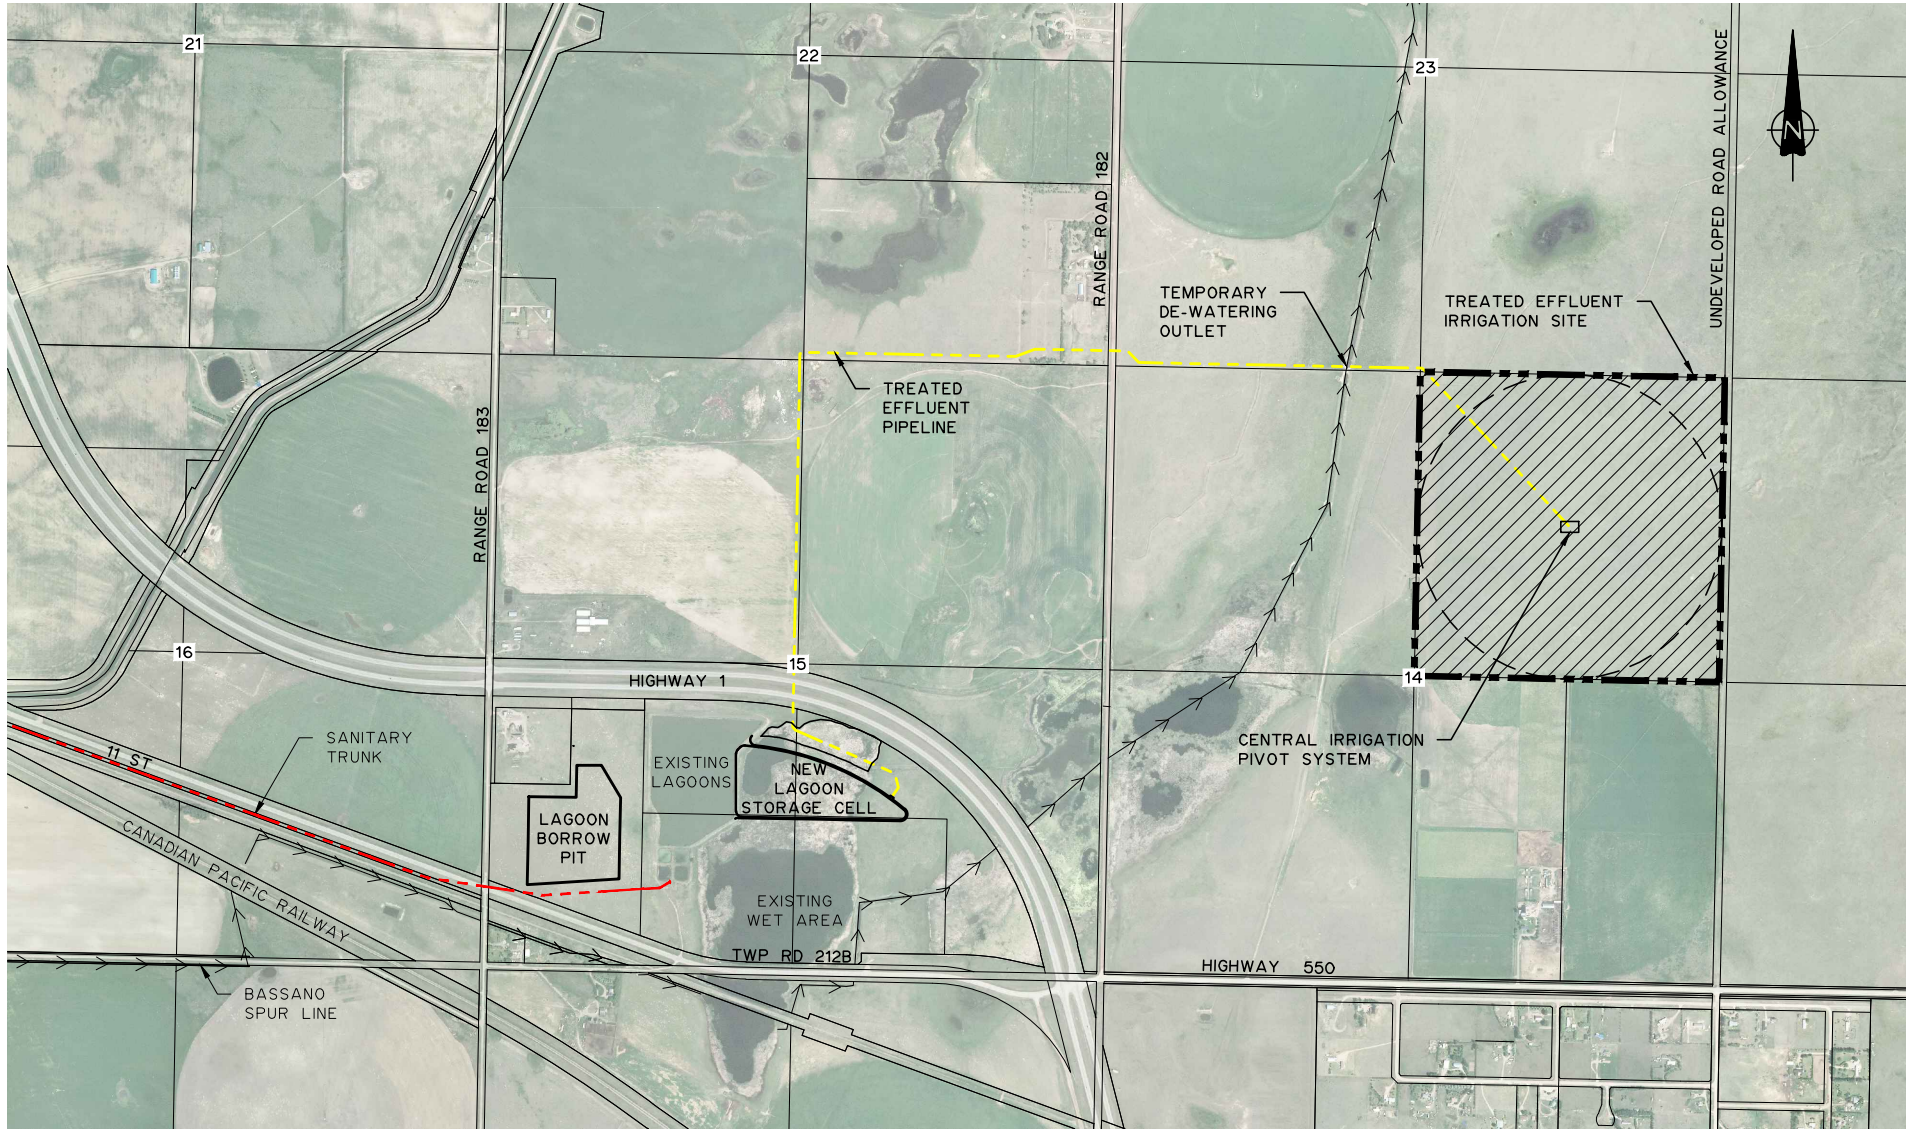 21
22
23
N
UNDEVELOPED ROAD ALLOWANCE
RANGE ROAD 182
TEMPORARY
DE-WATERING
OUTLET
TREATED EFFLUENT
IRRIGATION SITE
TREATED
EFFLUENT
PIPELINE
RANGE ROAD 183
16
15
14
HIGHWAY 1
SANITARY
TRUNK
11 ST
EXISTING
LAGOONS
NEW
LAGOON
STORAGE CELL
CENTRAL IRRIGATION
PIVOT SYSTEM
LAGOON
BORROW
PIT
CANADIAN PACIFIC RAILWAY
EXISTING
WET AREA
TWP RD 212B
HIGHWAY 550
BASSANO
SPUR LINE